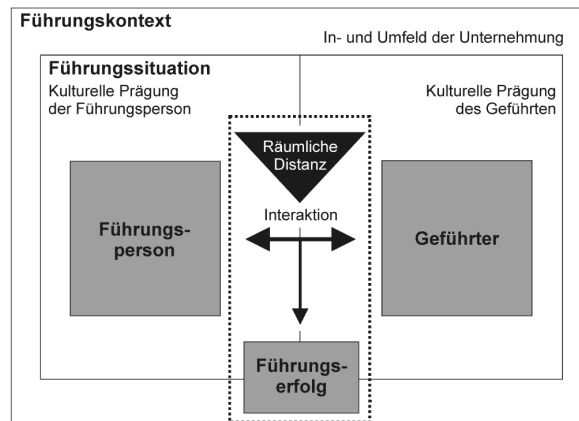 Führungskontext
In- und Umfeld der Unternehmung
Führungssituation
Kulturelle Prägung
der Führungsperson
Kulturelle Prägung
des Geführten
Räumliche
Distanz
Interaktion
Führungs-
person
Geführter
Führungs-
erfolg